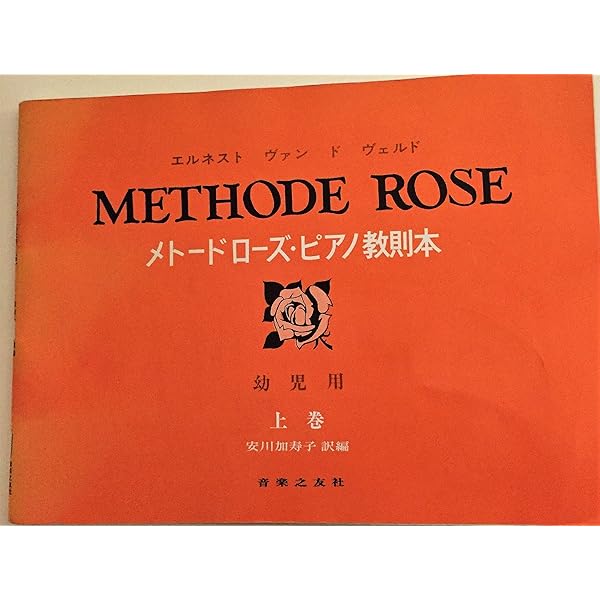 エルネスト ヴァン ド ヴェルド
METHODE ROSE
メトードローズ・ピアノ教則本
幼児用
上巻
安川加寿子 訳編
音楽之友社